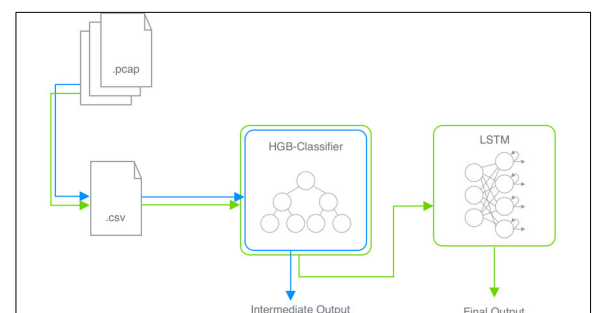 .pcap
HGB-Classifier
LSTM
.csv
Intermediate Output
Final Output